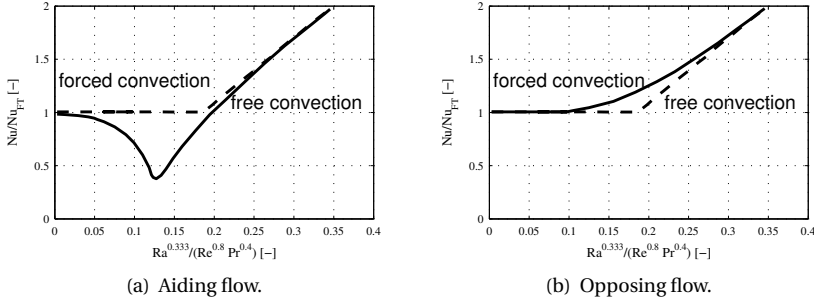 2
1.5
1
0.5
0
Nu/Nu_FT [−]
forced convection
free convection
0 0.05 0.1 0.15 0.2 0.25 0.3 0.35 0.4
Ra^0.333/(Re^0.8 Pr^0.4) [−]
(a) Aiding flow.
2
1.5
1
0.5
0
Nu/Nu_FT [−]
forced convection
free convection
0 0.05 0.1 0.15 0.2 0.25 0.3 0.35 0.4
Ra^0.333/(Re^0.8 Pr^0.4) [−]
(b) Opposing flow.